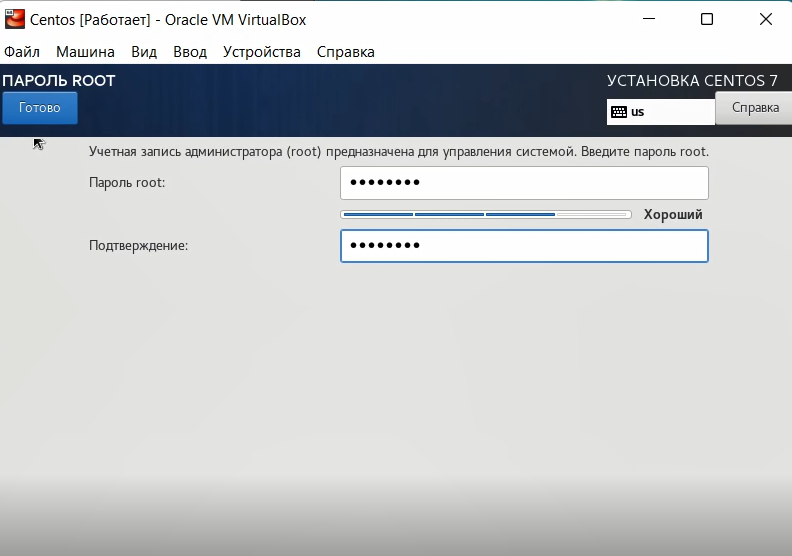 Centos [Работает] - Oracle VM VirtualBox
Файл Машина Вид Ввод Устройства Справка
ПАРОЛЬ ROOT
УСТАНОВКА CENTOS 7
Готово
us
Справка
Учетная запись администратора (root) предназначена для управления системой. Введите пароль root.
Пароль root:
●●●●●●●●
Хороший
Подтверждение:
●●●●●●●●